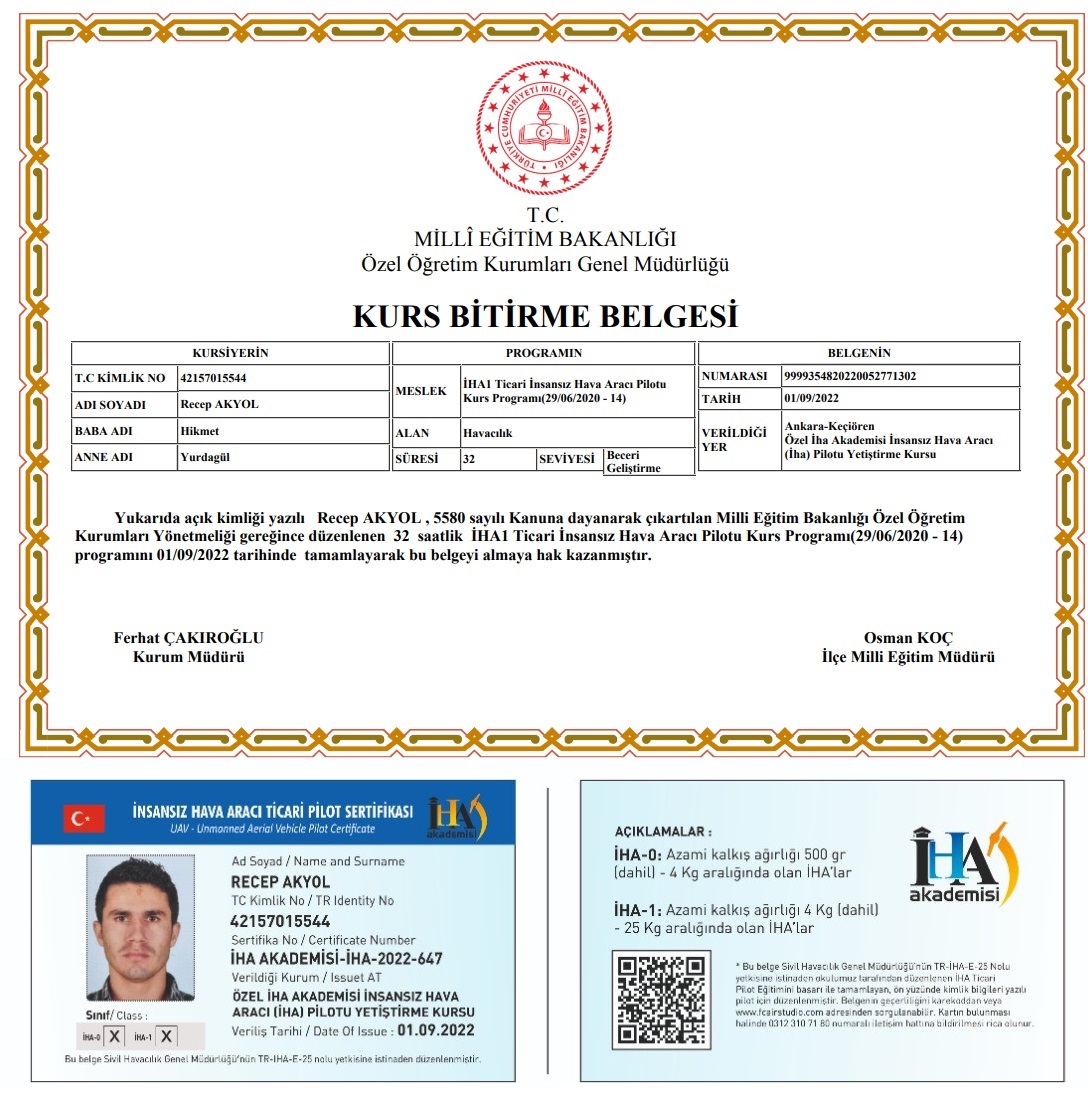 TÜRKİYE CUMHURİYETİ MİLLÎ EĞİTİM BAKANLIĞI
T.C.
MİLLÎ EĞİTİM BAKANLIĞI
Özel Öğretim Kurumları Genel Müdürlüğü
KURS BİTİRME BELGESİ
KURSİYERİN
T.C KİMLİK NO 42157015544
ADI SOYADI Recep AKYOL
BABA ADI Hikmet
ANNE ADI Yurdagül
PROGRAMIN
MESLEK İHA1 Ticari İnsansız Hava Aracı Pilotu
Kurs Programı(29/06/2020 - 14)
ALAN Havacılık
SÜRESİ 32 SEVİYESİ Beceri
Geliştirme
BELGENİN
NUMARASI 9999354820220052771302
TARİH 01/09/2022
VERİLDİĞİ
YER
Ankara-Keçiören
Özel İha Akademisi İnsansız Hava Aracı
(İha) Pilotu Yetiştirme Kursu
Yukarıda açık kimliği yazılı Recep AKYOL , 5580 sayılı Kanuna dayanarak çıkartılan Milli Eğitim Bakanlığı Özel Öğretim
Kurumları Yönetmeliği gereğince düzenlenen 32 saatlik İHA1 Ticari İnsansız Hava Aracı Pilotu Kurs Programı(29/06/2020 - 14)
programını 01/09/2022 tarihinde tamamlayarak bu belgeyi almaya hak kazanmıştır.
Ferhat ÇAKIROĞLU
Kurum Müdürü
Osman KOÇ
İlçe Milli Eğitim Müdürü
İNSANSIZ HAVA ARACI TİCARİ PİLOT SERTİFİKASI
UAV - Unmanned Aerial Vehicle Pilot Certificate
İHA
akademisi
Ad Soyad / Name and Surname
RECEP AKYOL
TC Kimlik No / TR Identity No
42157015544
Sertifika No / Certificate Number
İHA AKADEMİSİ-İHA-2022-647
Verildiği Kurum / Issuet AT
ÖZEL İHA AKADEMİSİ İNSANSIZ HAVA
ARACI (İHA) PİLOTU YETİŞTİRME KURSU
Veriliş Tarihi / Date Of Issue : 01.09.2022
Sınıf/ Class :
İHA-0 X İHA-1 X
Bu belge Sivil Havacılık Genel Müdürlüğü'nün TR-IHA-E-25 nolu yetkisine istinaden düzenlenmiştir.
AÇIKLAMALAR :
İHA-0: Azami kalkış ağırlığı 500 gr
(dahil) - 4 Kg aralığında olan İHA'lar
İHA-1: Azami kalkış ağırlığı 4 Kg (dahil)
- 25 Kg aralığında olan İHA'lar
İHA
akademisi
* Bu belge Sivil Havacılık Genel Müdürlüğü'nün TR-İHA-E-25 Nolu
yetkisine istinaden okulumuz tarafından düzenlenen İHA Ticari
Pilot Eğitimini basarı ile tamamlayan, ön yüzünde kimlik bilgileri yazılı
pilot için düzenlenmiştir. Belgenin geçerliliğini karekoddan veya
www.fcairstudio.com adresinden sorgulanabilir. Kartın bulunması
halinde 0312 310 71 80 numaralı iletişim hattına bildirilmesi rica olunur.